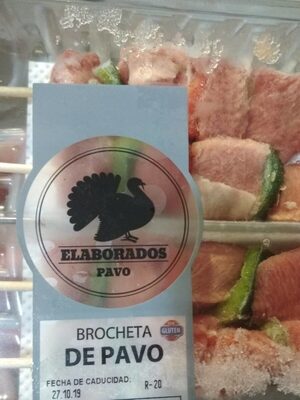 ELABORADOS
PAVO
GLUTEN
BROCHETA
DE PAVO
FECHA DE CADUCIDAD:
27.10.19
R-20